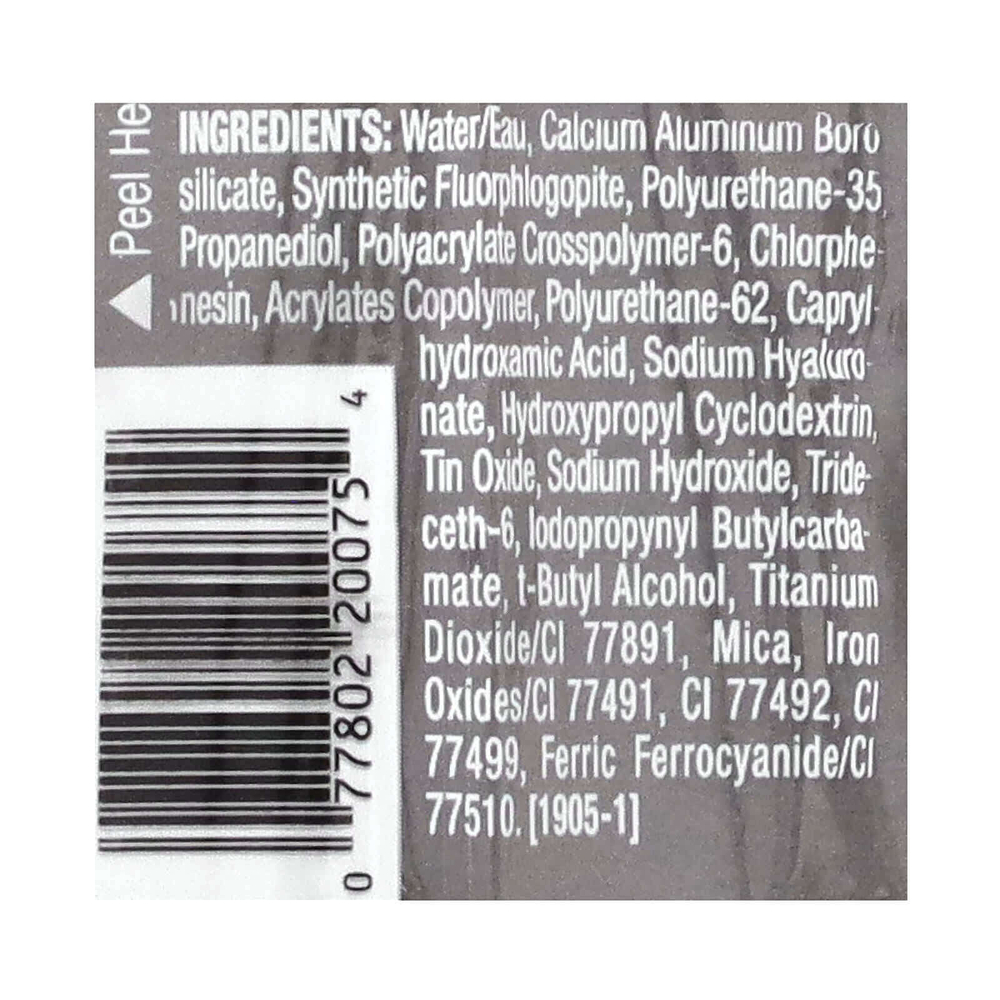 Peel He
INGREDIENTS: Water/Eau, Calcium Aluminum Boro
silicate, Synthetic Fluorphlogopite, Polyurethane-35,
Propanediol, Polyacrylate Crosspolymer-6, Chlorphe-
nesin, Acrylates Copolymer, Polyurethane-62, Capryl-
hydroxamic Acid, Sodium Hyaluro-
nate, Hydroxypropyl Cyclodextrin,
Tin Oxide, Sodium Hydroxide, Tride-
ceth-6, Iodopropynyl Butylcarba-
mate, t-Butyl Alcohol, Titanium
Dioxide/CI 77891, Mica, Iron
Oxides/CI 77491, CI 77492, CI
77499, Ferric Ferrocyanide/CI
77510. [1905-1]
0 77802 20075 4